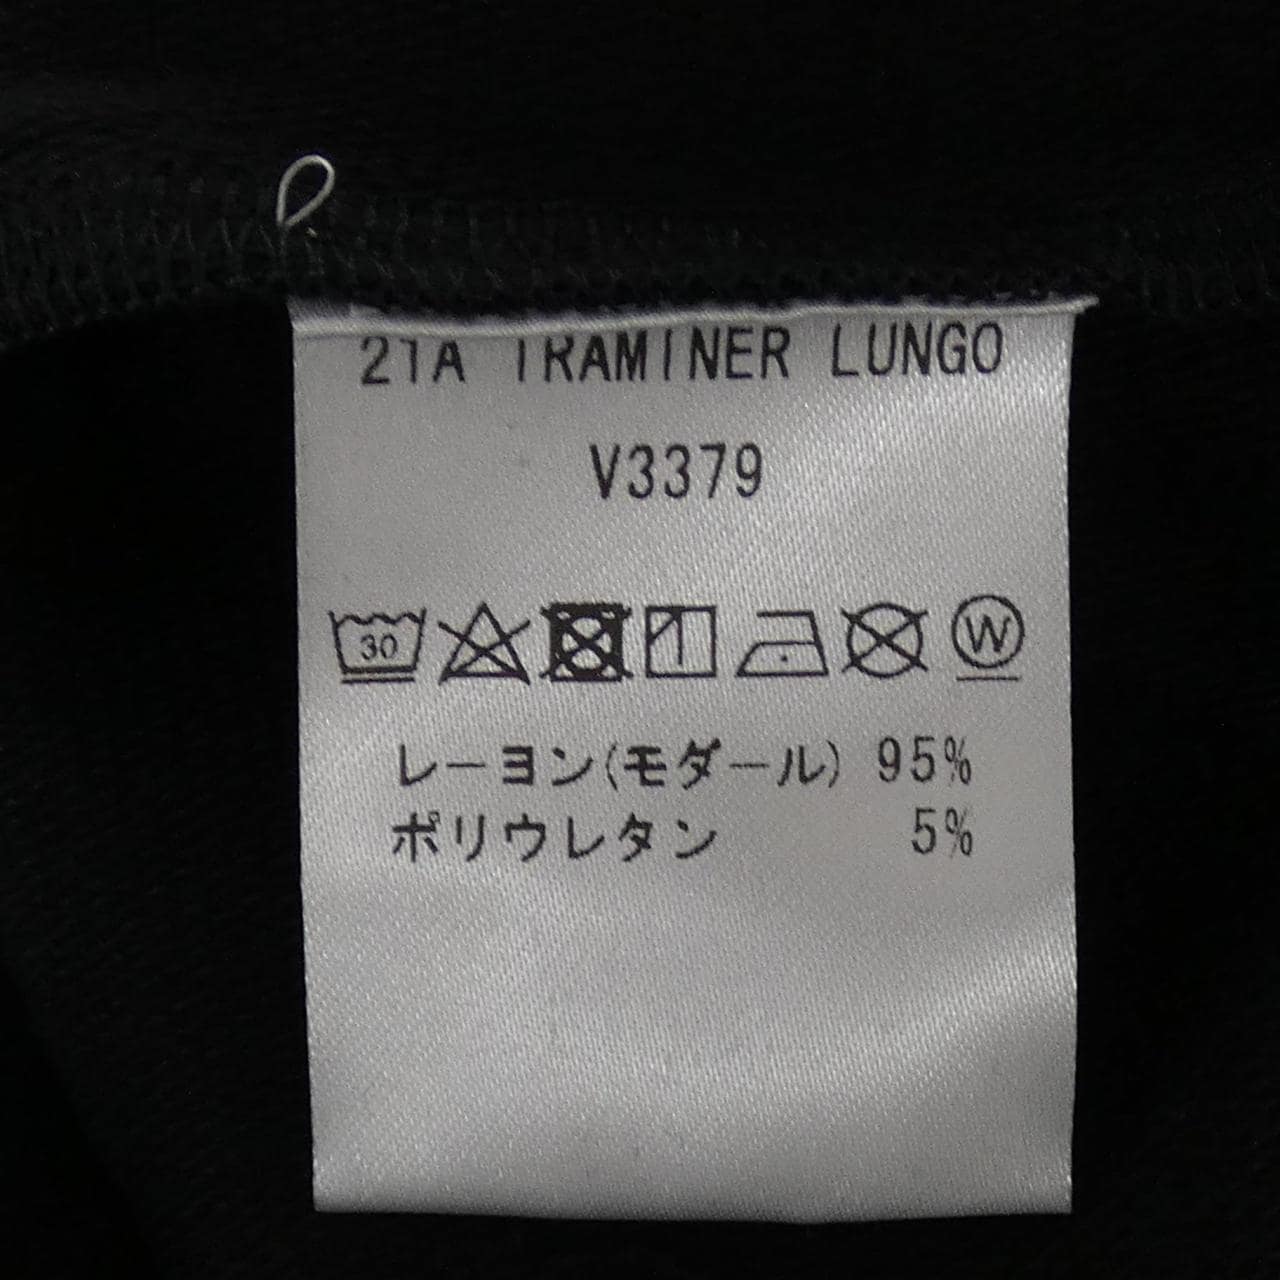 21A TRAMINER LUNGO
V3379
30 W
レーヨン(モダール) 95%
ポリウレタン 5%